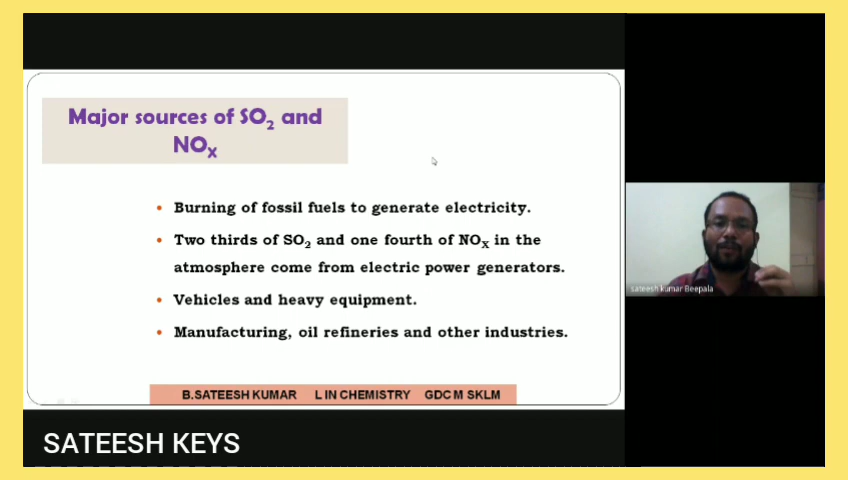 Major sources of SO₂ and
NOₓ
• Burning of fossil fuels to generate electricity.
• Two thirds of SO₂ and one fourth of NOₓ in the
atmosphere come from electric power generators.
• Vehicles and heavy equipment.
• Manufacturing, oil refineries and other industries.
sateesh kumar Beepala
B.SATEESH KUMAR L IN CHEMISTRY GDC M SKLM
SATEESH KEYS